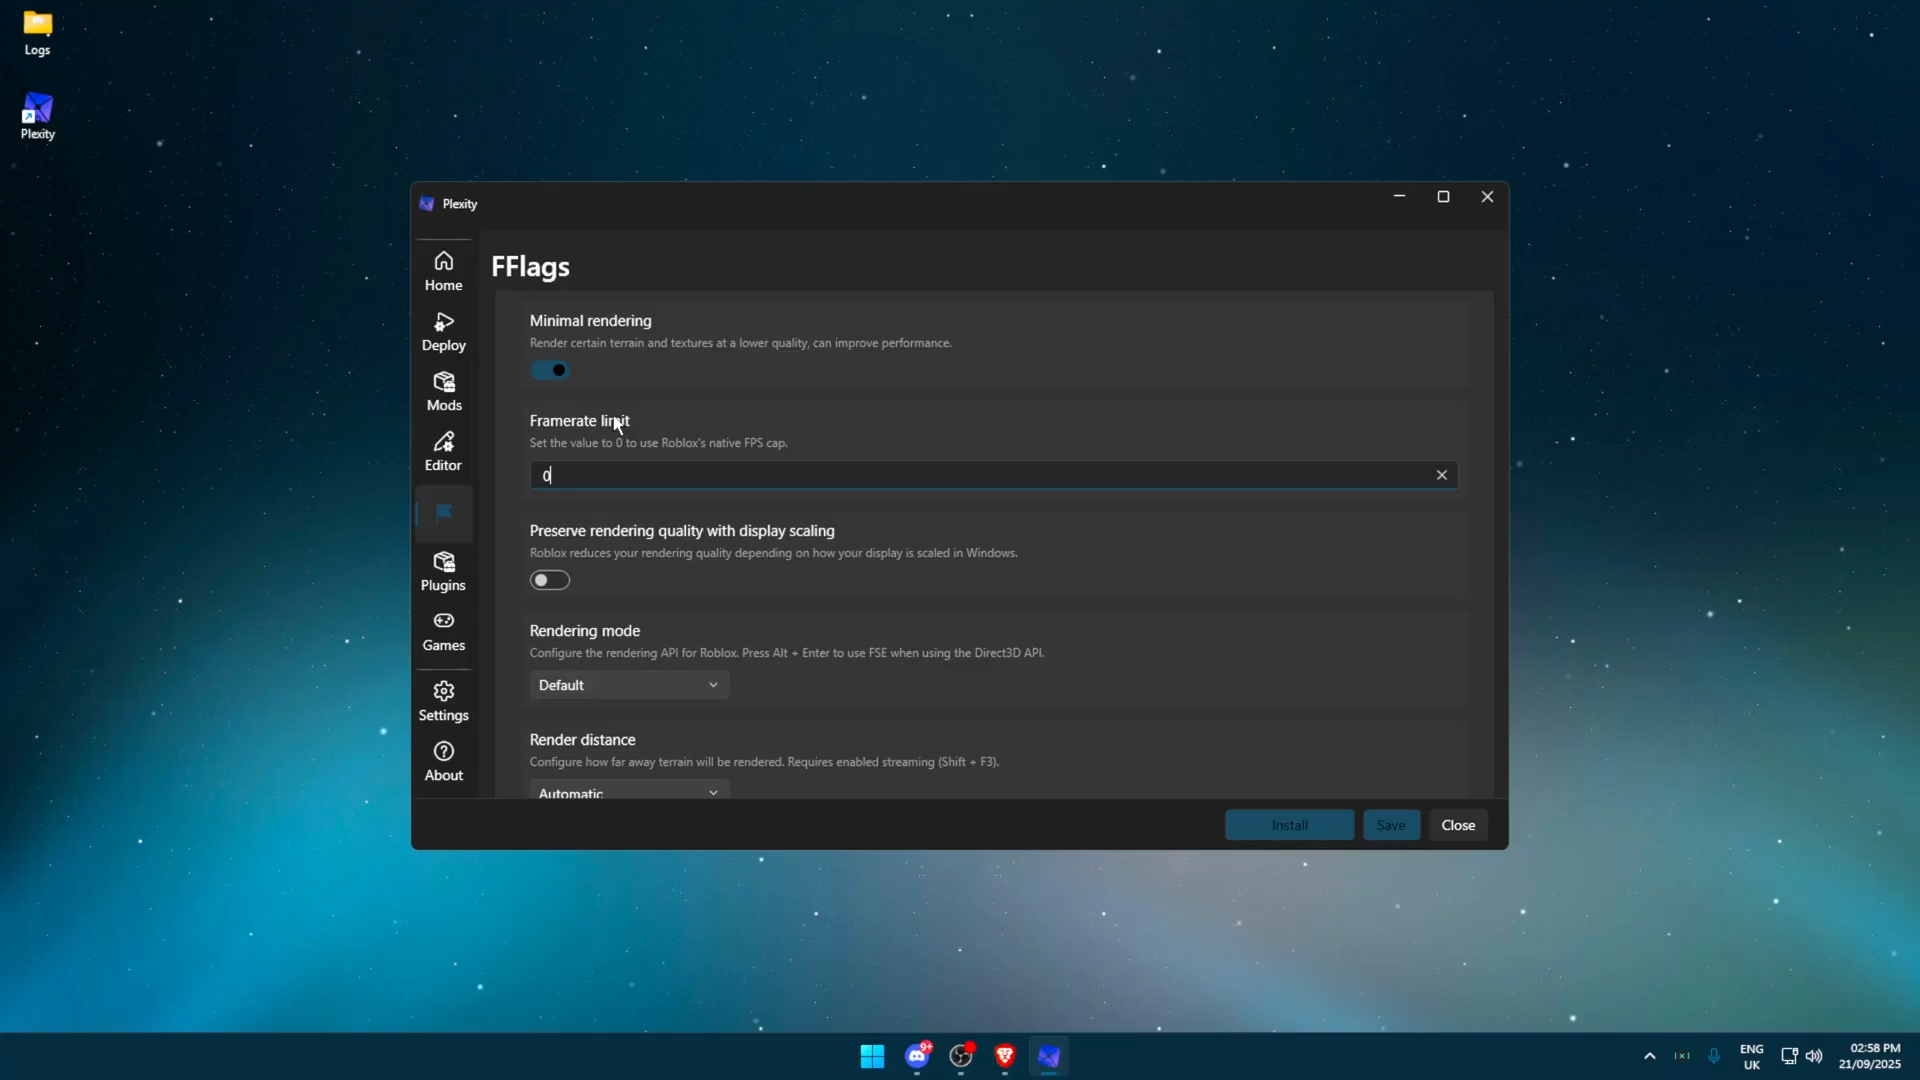 Logs
Plexity
Plexity
Home
Deploy
Mods
Editor
Plugins
Games
Settings
About
FFlags
Minimal rendering
Render certain terrain and textures at a lower quality, can improve performance.
Framerate limit
Set the value to 0 to use Roblox's native FPS cap.
0
Preserve rendering quality with display scaling
Roblox reduces your rendering quality depending on how your display is scaled in Windows.
Rendering mode
Configure the rendering API for Roblox. Press Alt + Enter to use FSE when using the Direct3D API.
Default
Render distance
Configure how far away terrain will be rendered. Requires enabled streaming (Shift + F3).
Automatic
Install
Save
Close
9+
ENG
UK
02:58 PM
21/09/2025